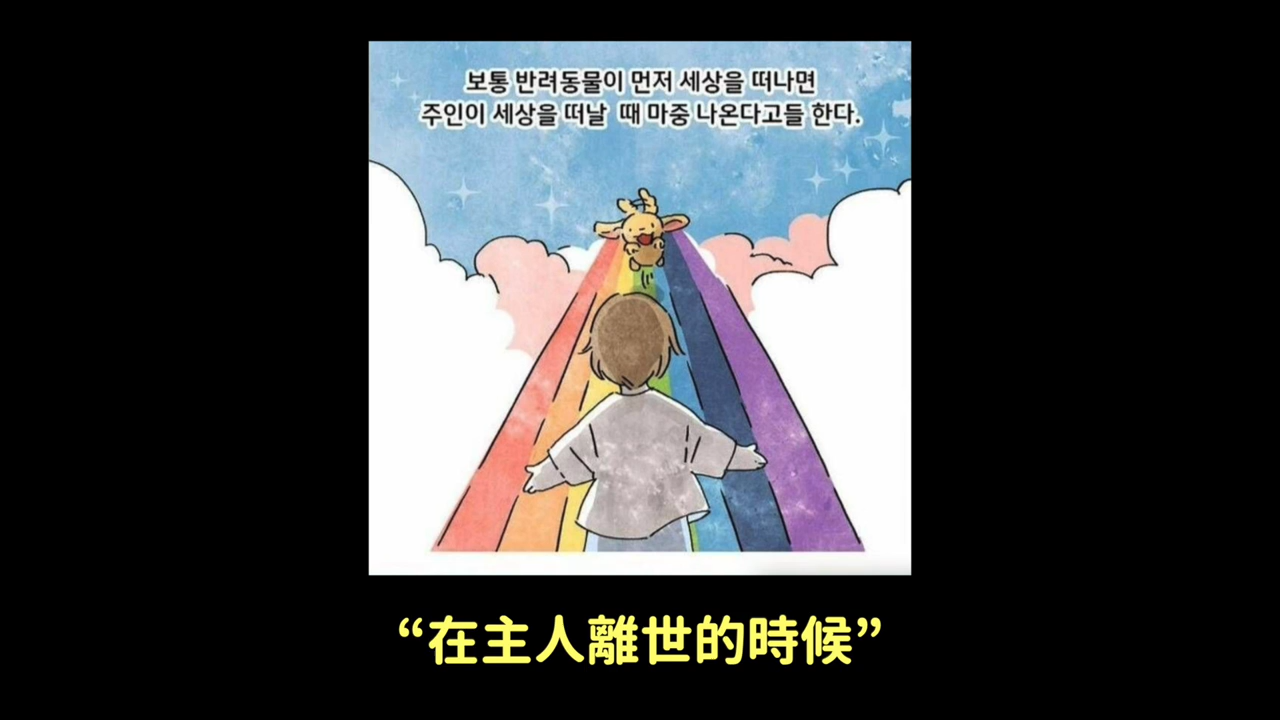 보통 반려동물이 먼저 세상을 떠나면
주인이 세상을 떠날 때 마중 나온다고들 한다.
“在主人離世的時候”